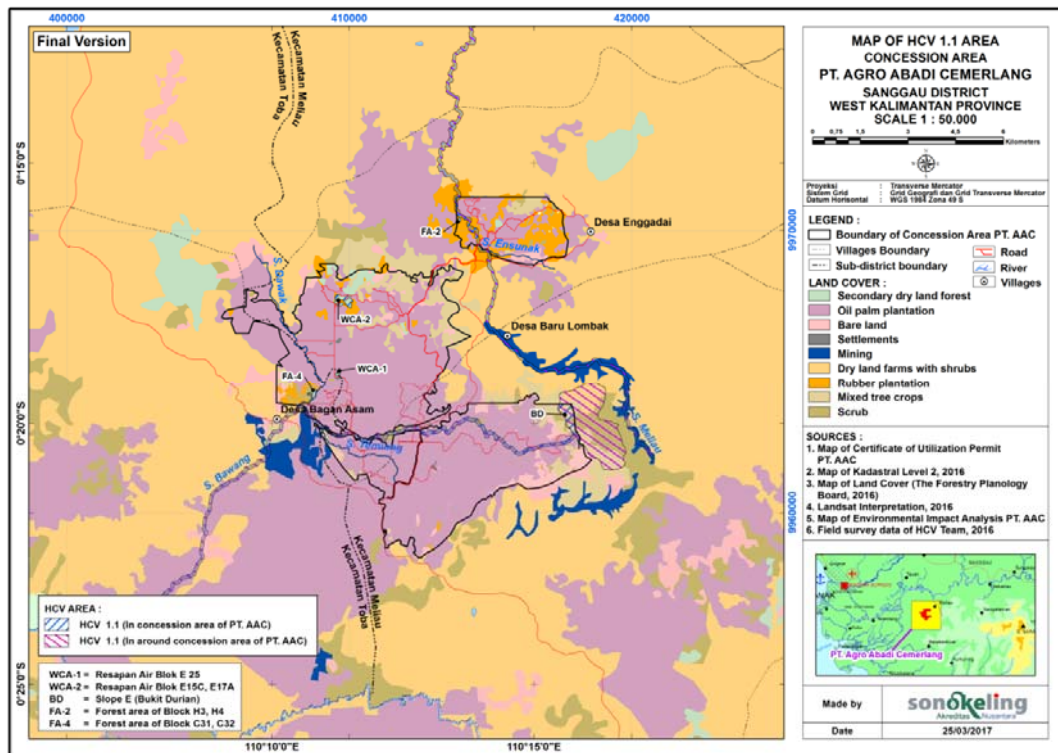 400000
410000
420000
Final Version
Kecamatan Meliau
Kecamatan Toba
0°15'S
0°20'S
0°25'S
9970000
9960000
FA-2
Desa Enggadai
S. Ensunak
S. Bawak
WCA-2
Desa Baru Lombak
WCA-1
FA-4
Desa Bagan Asam
BD
S. Meliau
S. Bawang
Kecamatan Meliau
Kecamatan Toba
HCV AREA :
HCV 1.1 (In concession area of PT. AAC)
HCV 1.1 (In around concession area of PT. AAC)
WCA-1 = Resapan Air Blok E 25
WCA-2 = Resapan Air Blok E15C, E17A
BD = Slope E (Bukit Durian)
FA-2 = Forest area of Block H3, H4
FA-4 = Forest area of Block C31, C32
110°10'0"E
110°15'0"E
MAP OF HCV 1.1 AREA
CONCESSION AREA
PT. AGRO ABADI CEMERLANG
SANGGAU DISTRICT
WEST KALIMANTAN PROVINCE
SCALE 1 : 50.000
0 0,75 1,5 3 4,5 6
Kilometers
Proyeksi : Transverse Mercator
Sistem Grid : Grid Geografi dan Grid Transverse Mercator
Datum Horisontal : WGS 1984 Zona 49 S
LEGEND :
Boundary of Concession Area PT. AAC
Villages Boundary
Road
Sub-district boundary
River
Villages
LAND COVER :
Secondary dry land forest
Oil palm plantation
Bare land
Settlements
Mining
Dry land farms with shrubs
Rubber plantation
Mixed tree crops
Scrub
SOURCES :
1. Map of Certificate of Utilization Permit
PT. AAC
2. Map of Kadastral Level 2, 2016
3. Map of Land Cover (The Forestry Planology
Board, 2016)
4. Landsat Interpretation, 2016
5. Map of Environmental Impact Analysis PT. AAC
6. Field survey data of HCV Team, 2016
PT. Agro Abadi Cemerlang
Made by
sonokeling
Akreditas Nusantara
Date
25/03/2017